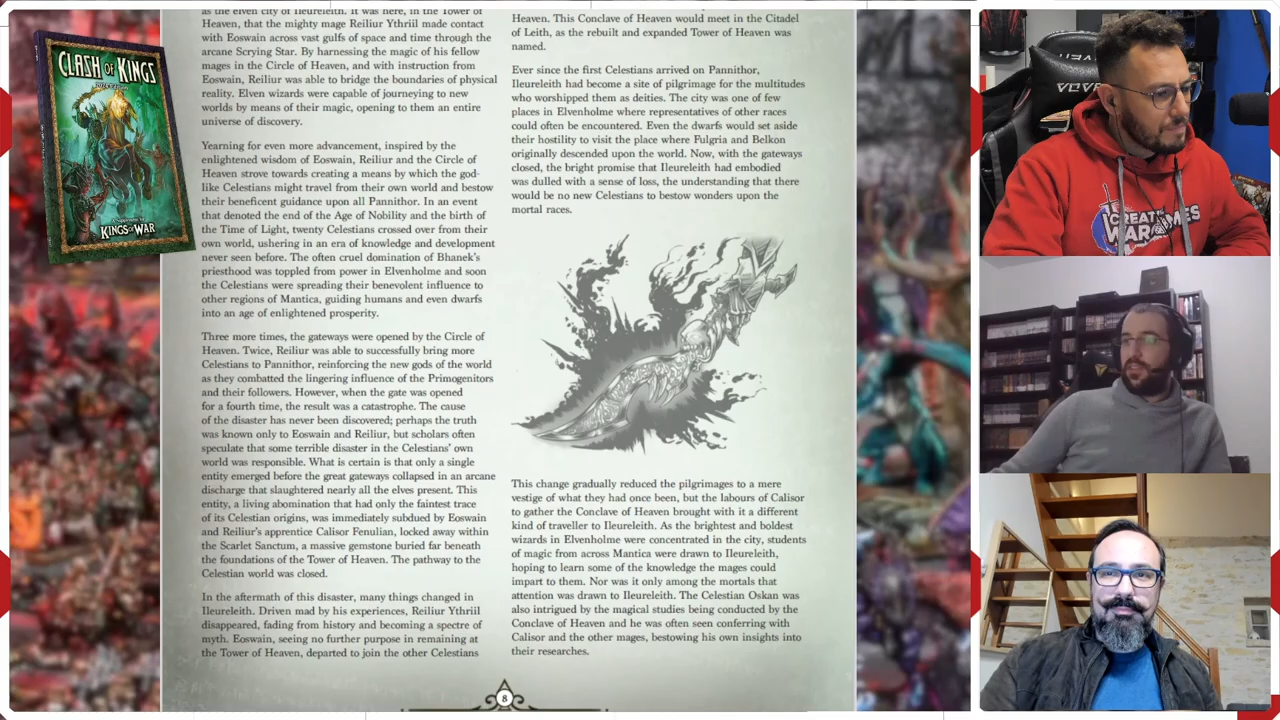 CLASH OF KINGS
KINGS OF WAR
as the elven city of Ileureleith. It was here, in the Tower of
Heaven, that the mighty mage Reiliur Ythriil made contact
with Eoswain across vast gulfs of space and time through the
arcane Scrying Star. By harnessing the magic of his fellow
mages in the Circle of Heaven, and with instruction from
Eoswain, Reiliur was able to bridge the boundaries of physical
reality. Elven wizards were capable of journeying to new
worlds by means of their magic, opening to them an entire
universe of discovery.
Yearning for even more advancement, inspired by the
enlightened wisdom of Eoswain, Reiliur and the Circle of
Heaven strove towards creating a means by which the god-
like Celestians might travel from their own world and bestow
their beneficent guidance upon all Pannithor. In an event
that denoted the end of the Age of Nobility and the birth of
the Time of Light, twenty Celestians crossed over from their
own world, ushering in an era of knowledge and development
never seen before. The often cruel domination of Bhanek's
priesthood was toppled from power in Elvenholme and soon
the Celestians were spreading their benevolent influence to
other regions of Mantica, guiding humans and even dwarfs
into an age of enlightened prosperity.
Three more times, the gateways were opened by the Circle of
Heaven. Twice, Reiliur was able to successfully bring more
Celestians to Pannithor, reinforcing the new gods of the world
as they combatted the lingering influence of the Primogenitors
and their followers. However, when the gate was opened
for a fourth time, the result was a catastrophe. The cause
of the disaster has never been discovered; perhaps the truth
was known only to Eoswain and Reiliur, but scholars often
speculate that some terrible disaster in the Celestians' own
world was responsible. What is certain is that only a single
entity emerged before the great gateways collapsed in an arcane
discharge that slaughtered nearly all the elves present. This
entity, a living abomination that had only the faintest trace
of its Celestian origins, was immediately subdued by Eoswain
and Reiliur's apprentice Calisor Fenulian, locked away within
the Scarlet Sanctum, a massive gemstone buried far beneath
the foundations of the Tower of Heaven. The pathway to the
Celestian world was closed.
In the aftermath of this disaster, many things changed in
Ileureleith. Driven mad by his experiences, Reiliur Ythriil
disappeared, fading from history and becoming a spectre of
myth. Eoswain, seeing no further purpose in remaining at
the Tower of Heaven, departed to join the other Celestians
Heaven. This Conclave of Heaven would meet in the Citadel
of Leith, as the rebuilt and expanded Tower of Heaven was
named.
Ever since the first Celestians arrived on Pannithor,
Ileureleith had become a site of pilgrimage for the multitudes
who worshipped them as deities. The city was one of few
places in Elvenholme where representatives of other races
could often be encountered. Even the dwarfs would set aside
their hostility to visit the place where Fulgria and Belkon
originally descended upon the world. Now, with the gateways
closed, the bright promise that Ileureleith had embodied
was dulled with a sense of loss, the understanding that there
would be no new Celestians to bestow wonders upon the
mortal races.
This change gradually reduced the pilgrimages to a mere
vestige of what they had once been, but the labours of Calisor
to gather the Conclave of Heaven brought with it a different
kind of traveller to Ileureleith. As the brightest and boldest
wizards in Elvenholme were concentrated in the city, students
of magic from across Mantica were drawn to Ileureleith,
hoping to learn some of the knowledge the mages could
impart to them. Nor was it only among the mortals that
attention was drawn to Ileureleith. The Celestian Oskan was
also intrigued by the magical studies being conducted by the
Conclave of Heaven and he was often seen conferring with
Calisor and the other mages, bestowing his own insights into
their researches.
8